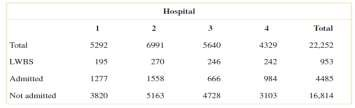 Hospital
1 2 3 4 Total
Total 5292 6991 5640 4329 22,252
LWBS 195 270 246 242 953
Admitted 1277 1558 666 984 4485
Not admitted 3820 5163 4728 3103 16,814